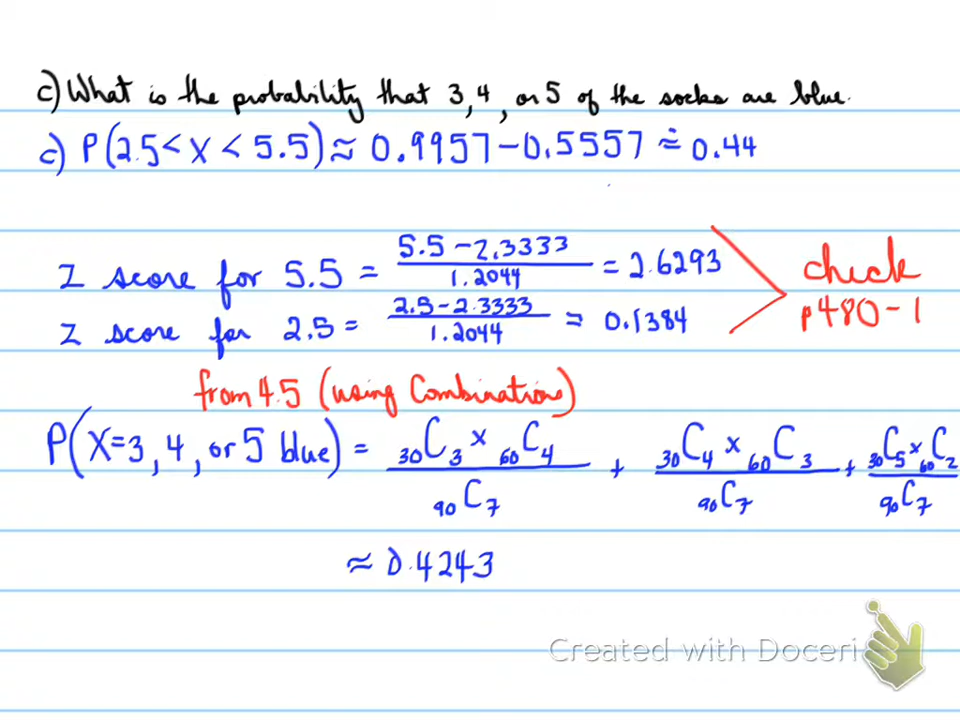 c) What is the probability that 3, 4, or 5 of the socks are blue.
c) P(2.5 < X < 5.5) ≈ 0.9957 - 0.5557 ≐ 0.44
Z score for 5.5 = (5.5 - 2.3333)/1.2044 = 2.6293
Z score for 2.5 = (2.5 - 2.3333)/1.2044 = 0.1384
check
p480-1
from 4.5 (using Combinations)
P(X=3, 4, or 5 blue) = (₃₀C₃ × ₆₀C₄)/₉₀C₇ + (₃₀C₄ × ₆₀C₃)/₉₀C₇ + (₃₀C₅ × ₆₀C₂)/₉₀C₇
≈ 0.4243
Created with Doceri